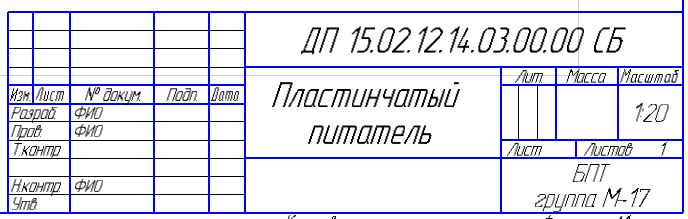 ДП 15.02.12.14.03.00.00 СБ
Лит. Масса Масштаб
Изм. Лист № докум. Подп. Дата
Пластинчатый
питатель
1:20
Разраб. ФИО
Пров. ФИО
Т.контр.
Лист Листов 1
Н.контр. ФИО
Утв.
БПТ
группа М-17